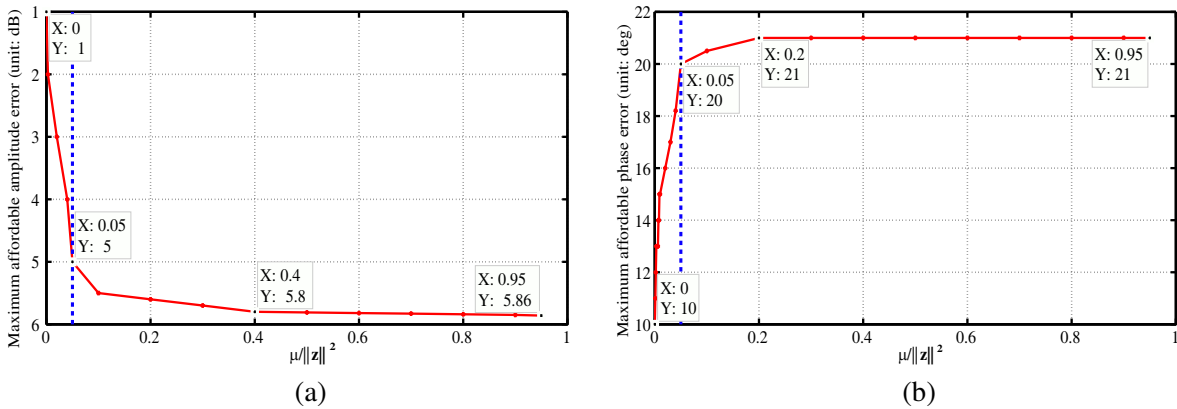 Maximum affordable amplitude error (unit: dB)
1
2
3
4
5
6
X: 0
Y: 1
X: 0.05
Y: 5
X: 0.4
Y: 5.8
X: 0.95
Y: 5.86
0 0.2 0.4 0.6 0.8 1
μ/||z||²
(a)
Maximum affordable phase error (unit: deg)
22
21
20
18
16
14
12
10
X: 0
Y: 10
X: 0.05
Y: 20
X: 0.2
Y: 21
X: 0.95
Y: 21
0 0.2 0.4 0.6 0.8 1
μ/||z||²
(b)